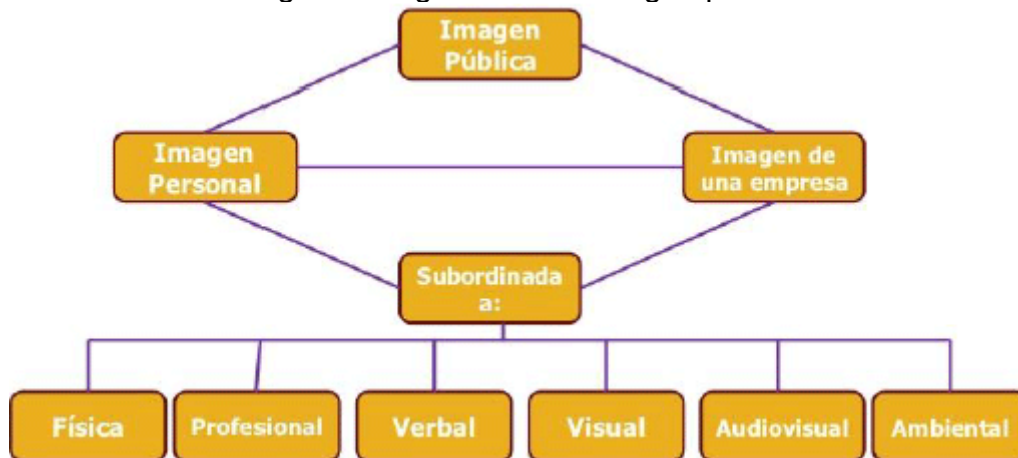 Imagen
Pública
Imagen
Personal
Imagen de
una empresa
Subordinada
a:
Física
Profesional
Verbal
Visual
Audiovisual
Ambiental